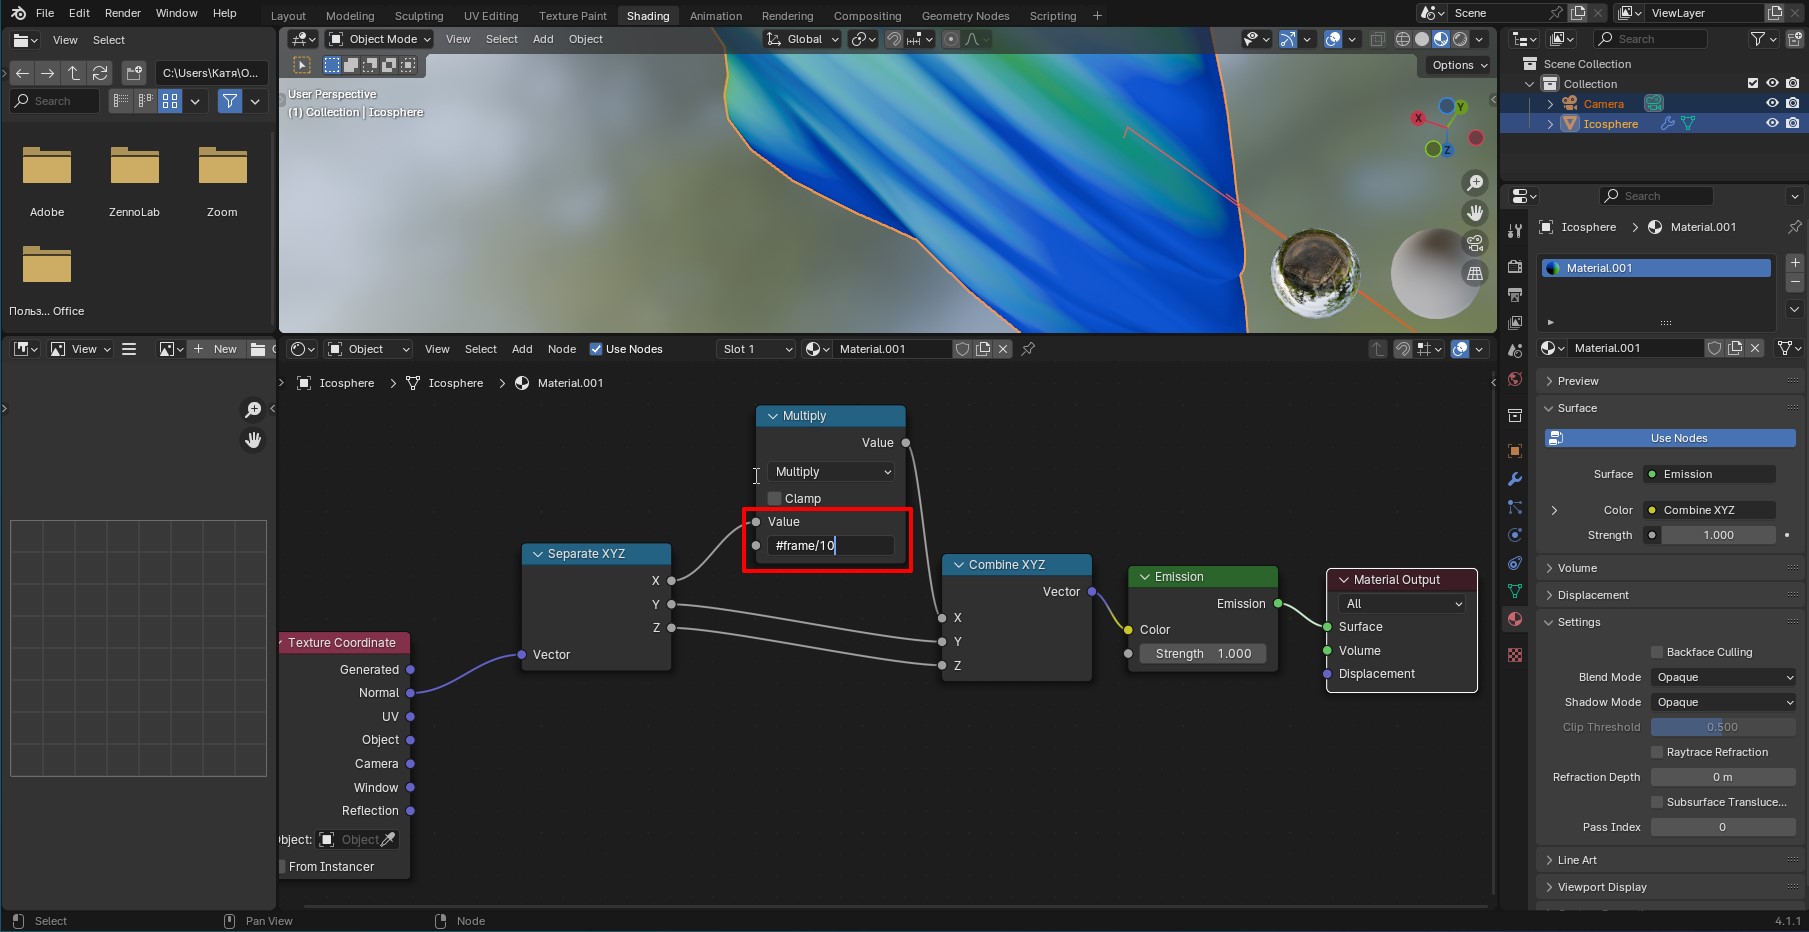 File Edit Render Window Help Layout Modeling Sculpting UV Editing Texture Paint Shading Animation Rendering Compositing Geometry Nodes Scripting + Scene ViewLayer
View Select
Object Mode View Select Add Object Global
Search
C:\Users\Катя\O...
Options
Search
Adobe ZennoLab Zoom
Польз... Office
User Perspective
(1) Collection | Icosphere
X Y Z
Scene Collection
Collection
Camera
Icosphere
Search
Icosphere > Material.001
Material.001
View New
Object View Select Add Node Use Nodes Slot 1 Material.001
Icosphere > Icosphere > Material.001
Multiply
Value
Multiply
Clamp
Value
#frame/10
Separate XYZ
X
Y
Z
Vector
Texture Coordinate
Generated
Normal
UV
Object
Camera
Window
Reflection
bject: Object
From Instancer
Combine XYZ
Vector
X
Y
Z
Emission
Emission
Color
Strength 1.000
Material Output
All
Surface
Volume
Displacement
Material.001
Preview
Surface
Use Nodes
Surface Emission
Color Combine XYZ
Strength 1.000
Volume
Displacement
Settings
Backface Culling
Blend Mode Opaque
Shadow Mode Opaque
Clip Threshold 0.500
Raytrace Refraction
Refraction Depth 0 m
Subsurface Transluce...
Pass Index 0
Line Art
Viewport Display
Select Pan View Node 4.1.1